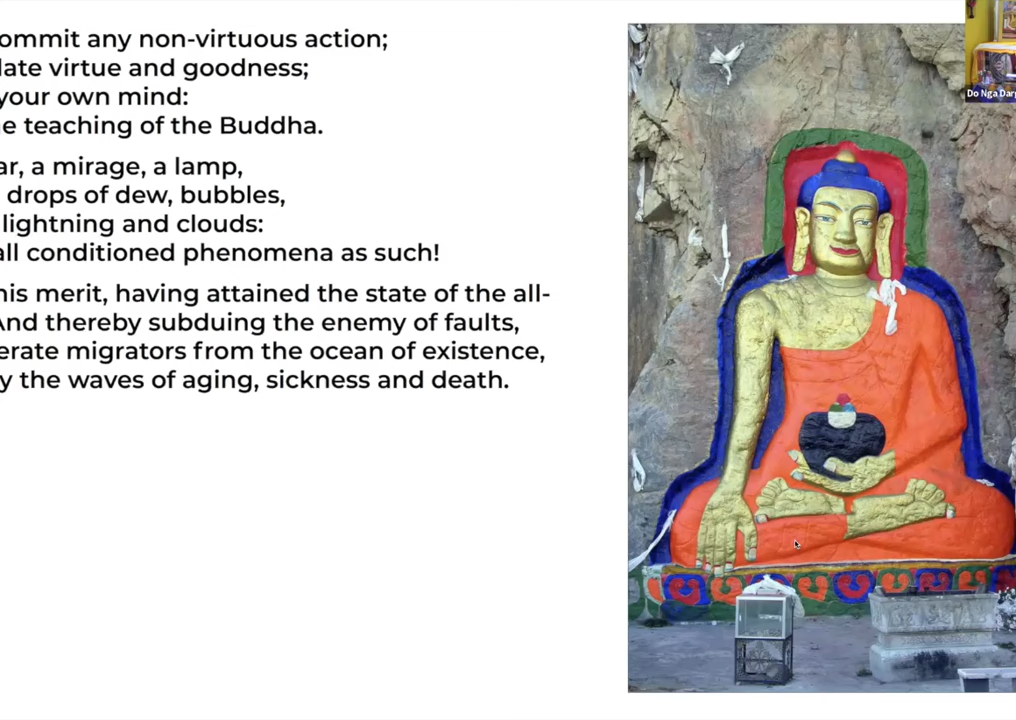 ommit any non-virtuous action;
late virtue and goodness;
your own mind:
e teaching of the Buddha.
ar, a mirage, a lamp,
drops of dew, bubbles,
lightning and clouds:
all conditioned phenomena as such!
his merit, having attained the state of the all-
And thereby subduing the enemy of faults,
erate migrators from the ocean of existence,
y the waves of aging, sickness and death.
Do Nga Darg